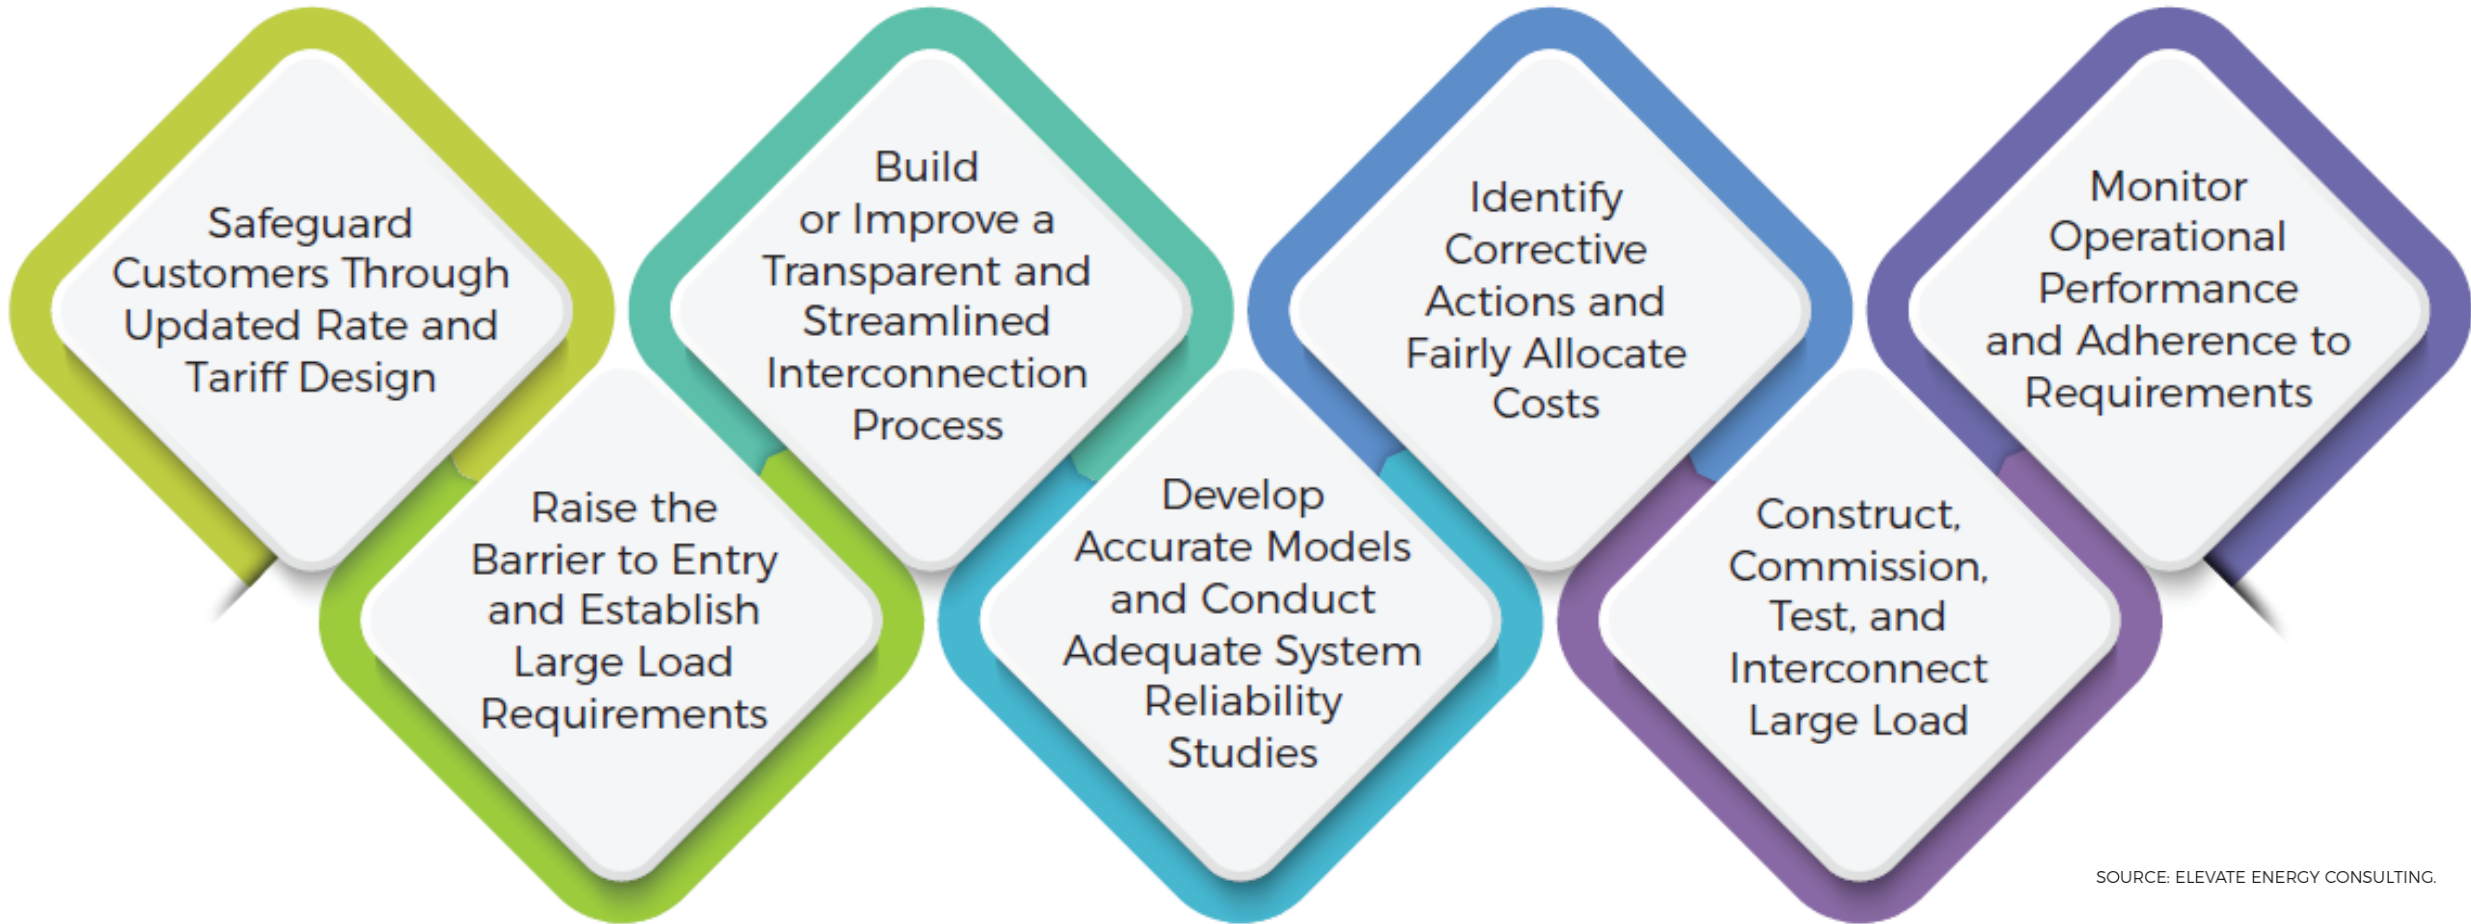 Safeguard
Customers Through
Updated Rate and
Tariff Design
Raise the
Barrier to Entry
and Establish
Large Load
Requirements
Build
or Improve a
Transparent and
Streamlined
Interconnection
Process
Develop
Accurate Models
and Conduct
Adequate System
Reliability
Studies
Identify
Corrective
Actions and
Fairly Allocate
Costs
Construct,
Commission,
Test, and
Interconnect
Large Load
Monitor
Operational
Performance
and Adherence to
Requirements
SOURCE: ELEVATE ENERGY CONSULTING.